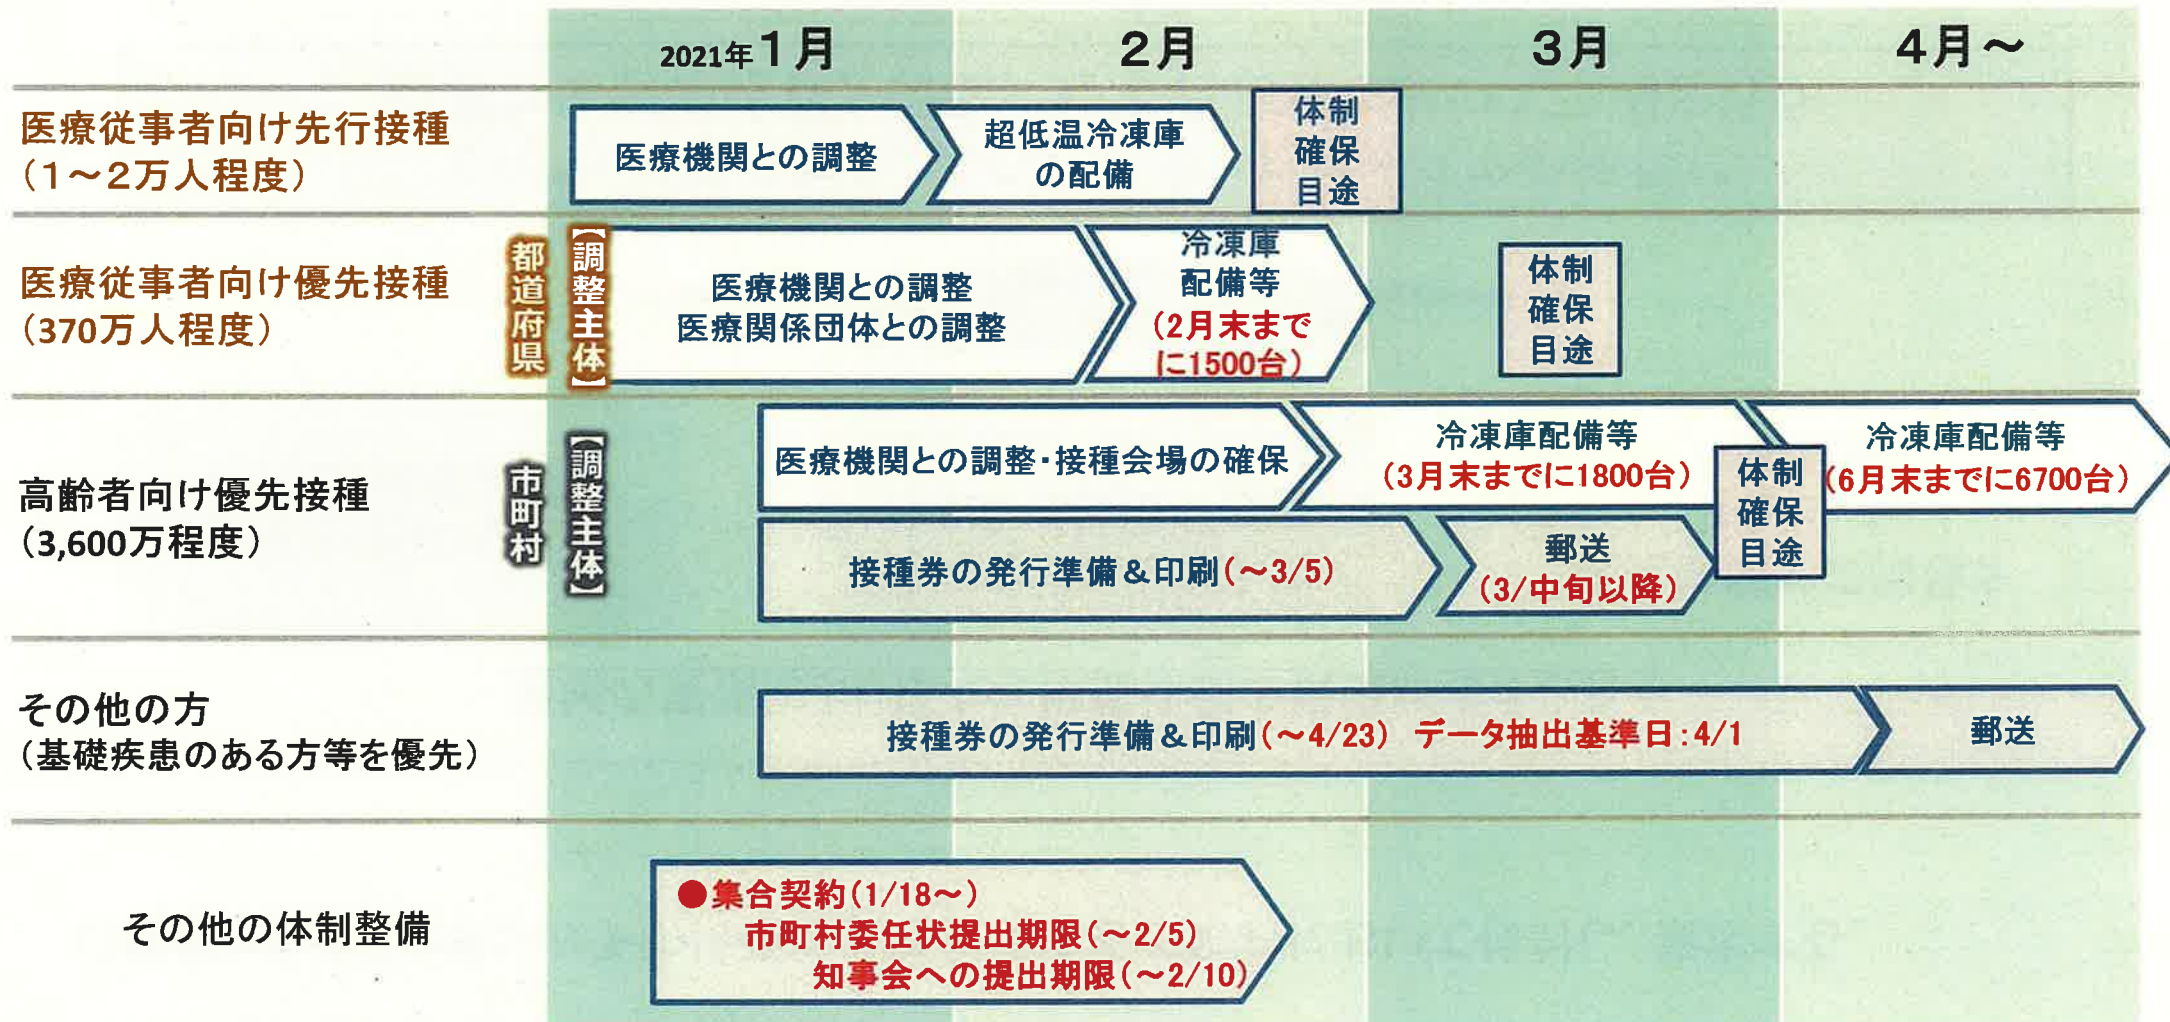 2021年1月
2月
3月
4月～
医療従事者向け先行接種
（１～２万人程度）
医療機関との調整
超低温冷凍庫
の配備
体制
確保
目途
医療従事者向け優先接種
（370万人程度）
都道府県
【調整主体】
医療機関との調整
医療関係団体との調整
冷凍庫
配備等
（2月末まで
に1500台）
体制
確保
目途
高齢者向け優先接種
（3,600万程度）
市町村
【調整主体】
医療機関との調整・接種会場の確保
冷凍庫配備等
（3月末までに1800台）
体制
確保
目途
冷凍庫配備等
（6月末までに6700台）
接種券の発行準備＆印刷（～3/5）
郵送
（3/中旬以降）
その他の方
（基礎疾患のある方等を優先）
接種券の発行準備＆印刷（～4/23） データ抽出基準日：4/1
郵送
その他の体制整備
●集合契約（1/18～）
市町村委任状提出期限（～2/5）
知事会への提出期限（～2/10）